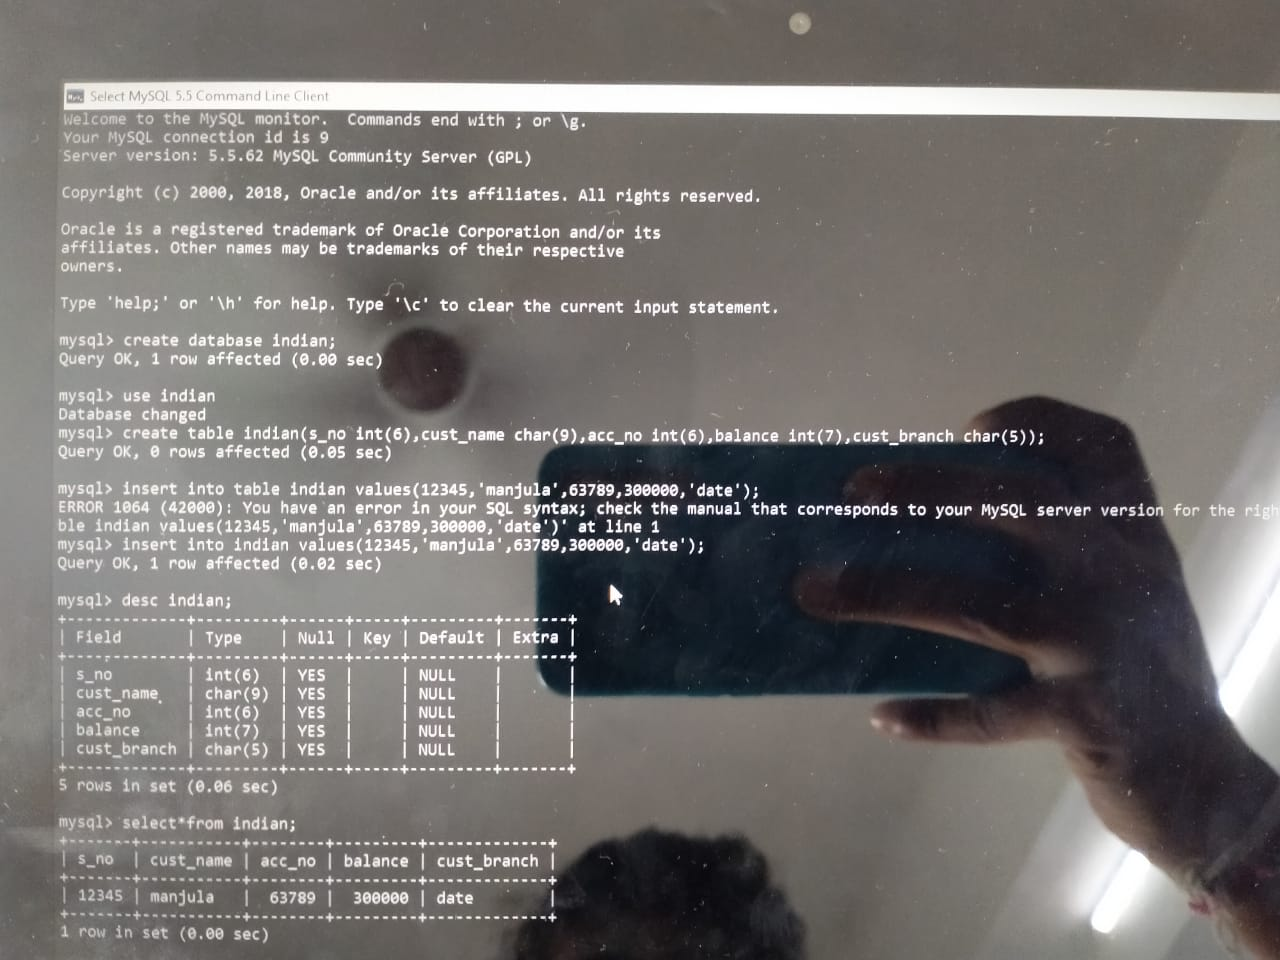 Select MySQL 5.5 Command Line Client
Welcome to the MySQL monitor.  Commands end with ; or \g.
Your MySQL connection id is 9
Server version: 5.5.62 MySQL Community Server (GPL)
Copyright (c) 2000, 2018, Oracle and/or its affiliates. All rights reserved.
Oracle is a registered trademark of Oracle Corporation and/or its
affiliates. Other names may be trademarks of their respective
owners.
Type 'help;' or '\h' for help. Type '\c' to clear the current input statement.
mysql> create database indian;
Query OK, 1 row affected (0.00 sec)
mysql> use indian
Database changed
mysql> create table indian(s_no int(6),cust_name char(9),acc_no int(6),balance int(7),cust_branch char(5));
Query OK, 0 rows affected (0.05 sec)
mysql> insert into table indian values(12345,'manjula',63789,300000,'date');
ERROR 1064 (42000): You have an error in your SQL syntax; check the manual that corresponds to your MySQL server version for the righ
ble indian values(12345,'manjula',63789,300000,'date')' at line 1
mysql> insert into indian values(12345,'manjula',63789,300000,'date');
Query OK, 1 row affected (0.02 sec)
mysql> desc indian;
+-------------+---------+------+-----+---------+-------+
| Field       | Type    | Null | Key | Default | Extra |
+-------------+---------+------+-----+---------+-------+
| s_no        | int(6)  | YES  |     | NULL    |       |
| cust_name   | char(9) | YES  |     | NULL    |       |
| acc_no      | int(6)  | YES  |     | NULL    |       |
| balance     | int(7)  | YES  |     | NULL    |       |
| cust_branch | char(5) | YES  |     | NULL    |       |
+-------------+---------+------+-----+---------+-------+
5 rows in set (0.06 sec)
mysql> select*from indian;
+-------+-----------+--------+---------+-------------+
| s_no  | cust_name | acc_no | balance | cust_branch |
+-------+-----------+--------+---------+-------------+
| 12345 | manjula   |  63789 |  300000 | date        |
+-------+-----------+--------+---------+-------------+
1 row in set (0.00 sec)